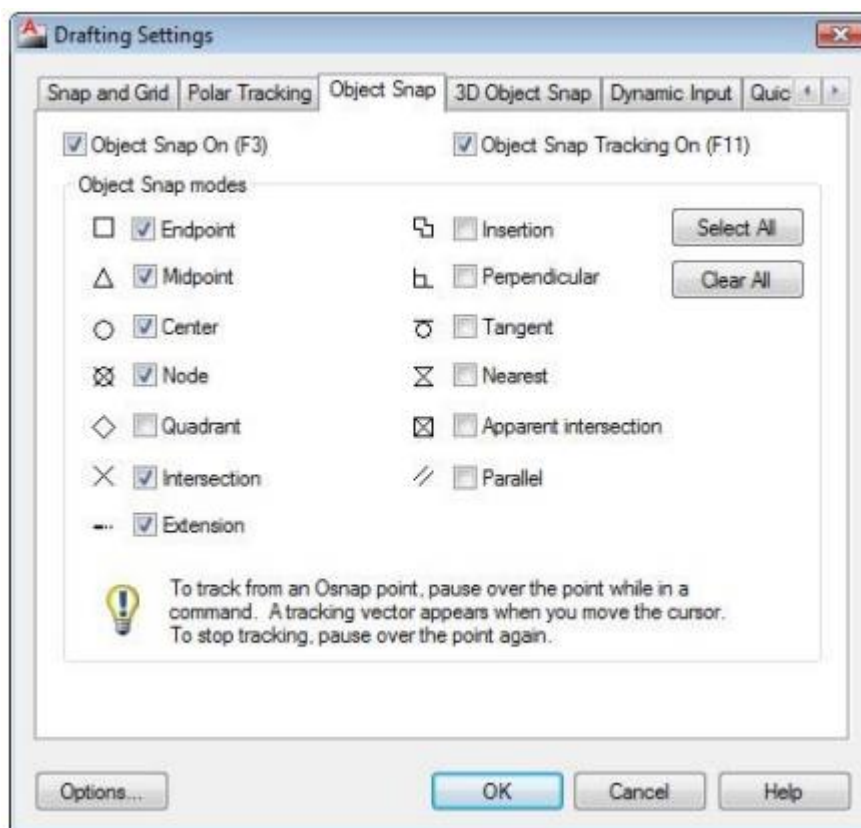 Drafting Settings
Snap and Grid Polar Tracking Object Snap 3D Object Snap Dynamic Input Quic
Object Snap On (F3) Object Snap Tracking On (F11)
Object Snap modes
Endpoint Insertion Select All
Midpoint Perpendicular Clear All
Center Tangent
Node Nearest
Quadrant Apparent intersection
Intersection Parallel
Extension
To track from an Osnap point, pause over the point while in a
command. A tracking vector appears when you move the cursor.
To stop tracking, pause over the point again.
Options... OK Cancel Help